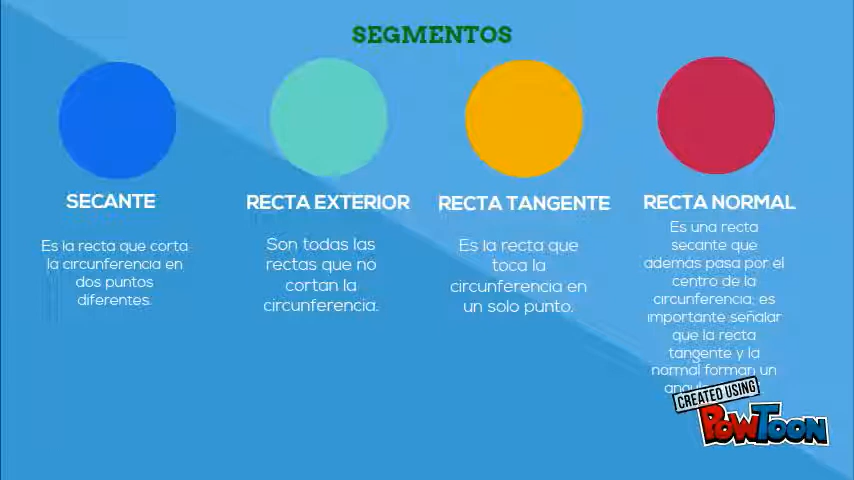 SEGMENTOS
SECANTE
Es la recta que corta
la circunferencia en
dos puntos
diferentes.
RECTA EXTERIOR
Son todas las
rectas que no
cortan la
circunferencia.
RECTA TANGENTE
Es la recta que
toca la
circunferencia en
un solo punto.
RECTA NORMAL
Es una recta
secante que
además pasa por el
centro de la
circunferencia; es
importante señalar
que la recta
tangente y la
normal forman un
CREATED USING
POWTOON